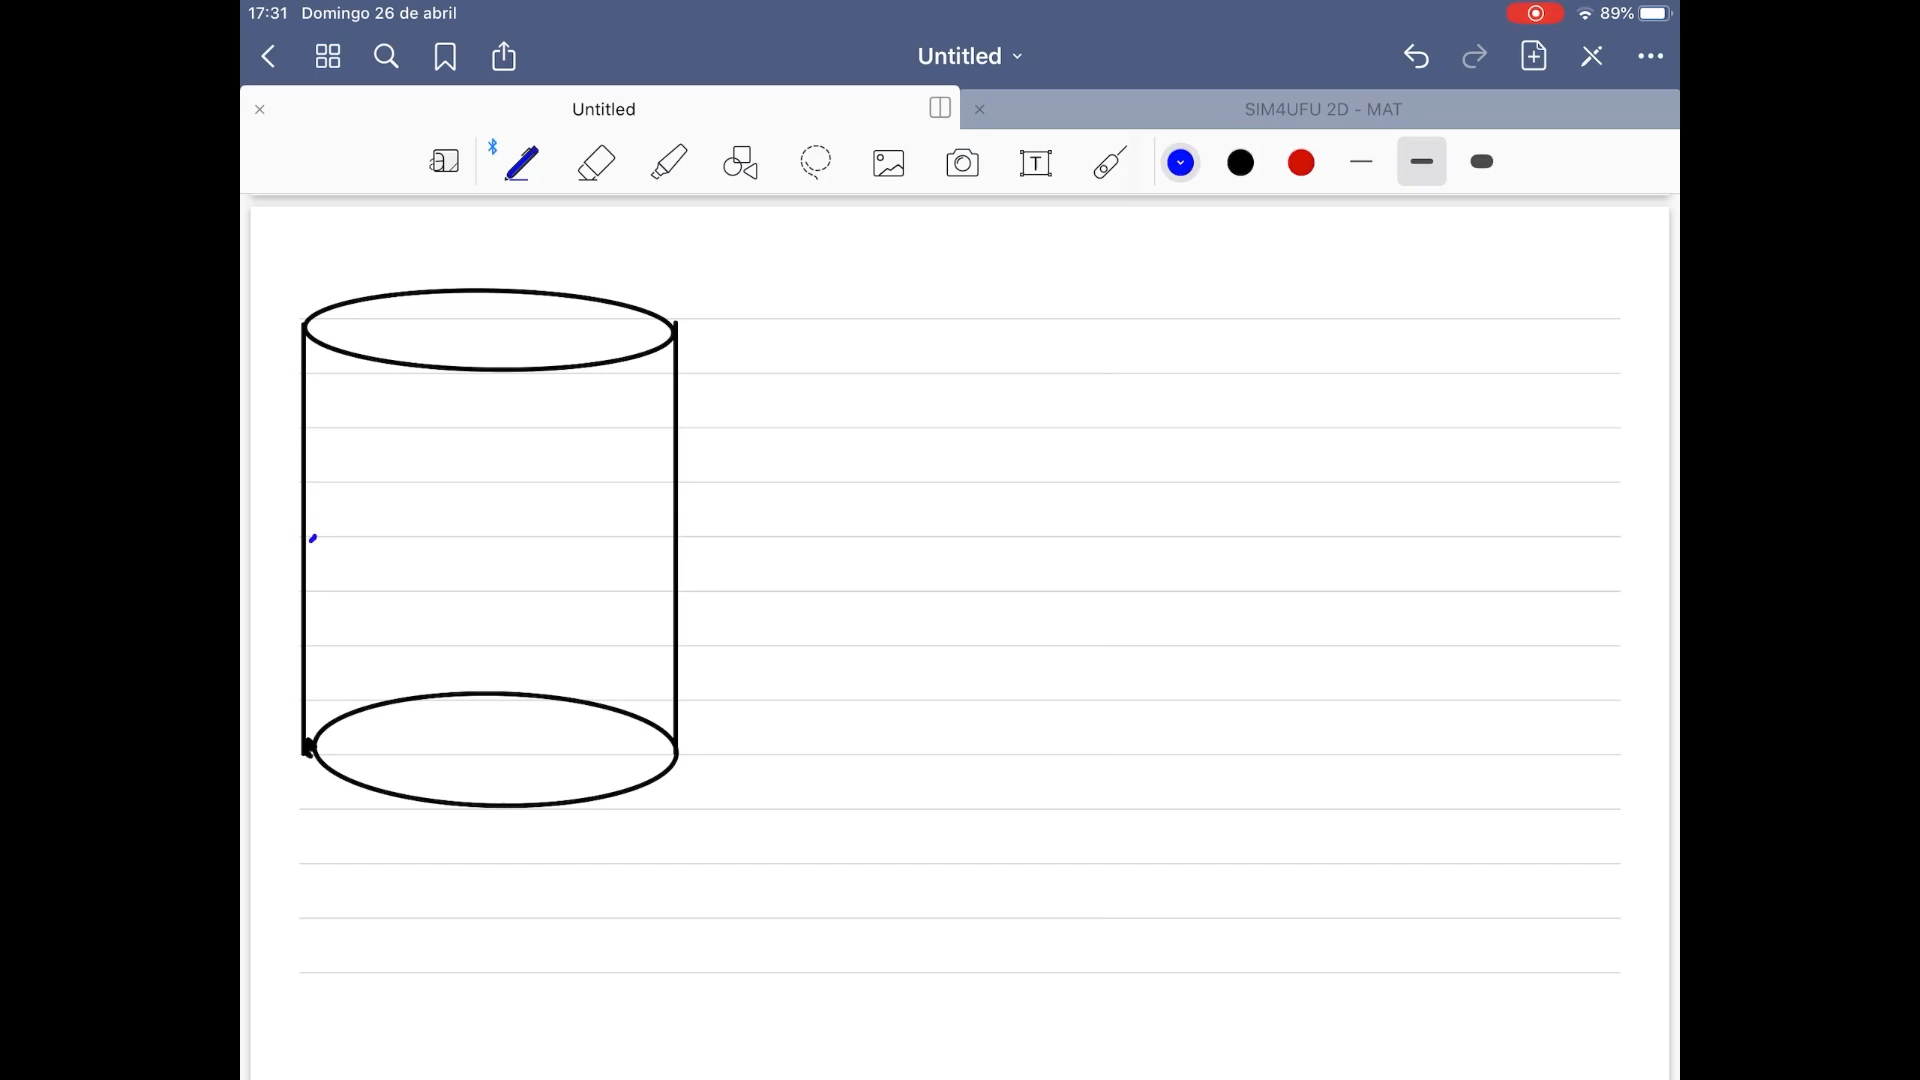 17:31 Domingo 26 de abril
89%
Untitled
Untitled
SIM4UFU 2D - MAT
a
T